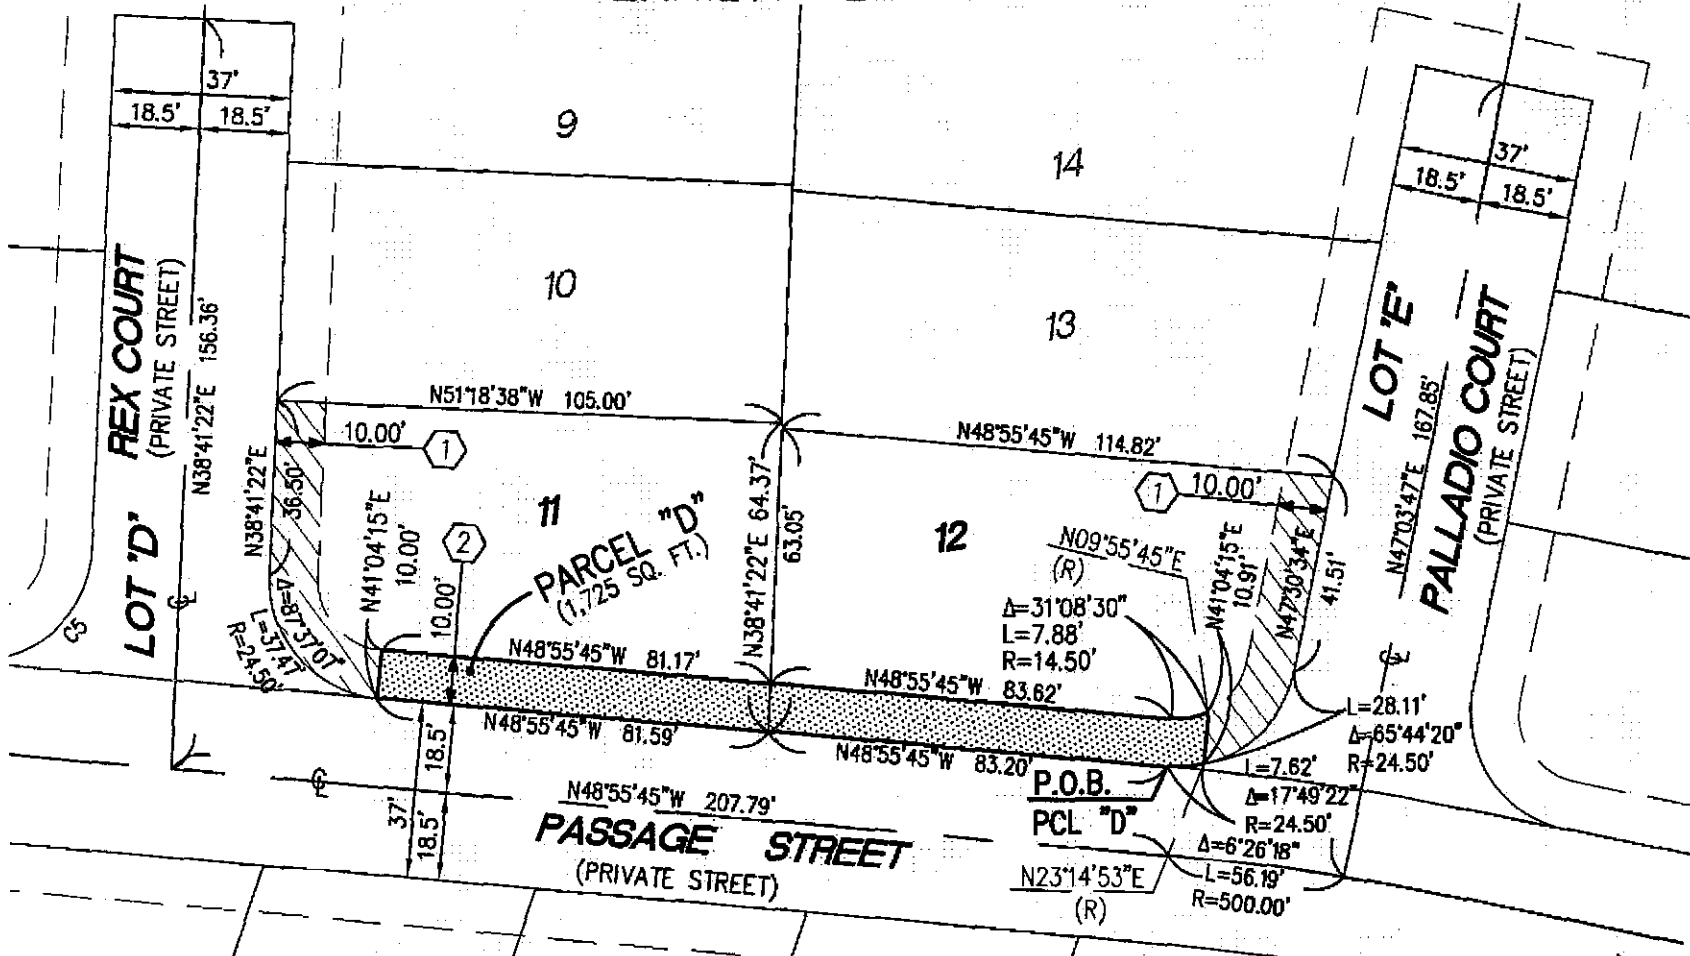 37'
18.5'
18.5'
9
14
37'
18.5'
18.5'
REX COURT
(PRIVATE STREET)
LOT "D"
N38°41'22"E 156.36'
10
13
LOT "E"
PALLADIO COURT
(PRIVATE STREET)
N47°03'47"E 167.85'
N51°18'38"W 105.00'
10.00'
1
N48°55'45"W 114.82'
1
10.00'
N38°41'22"E
36.50'
N41°04'15"E
10.00'
2
10.00'
11
PARCEL "D"
(1,725 SQ. FT.)
N38°41'22"E 64.37'
63.05'
12
N09°55'45"E
(R)
Δ=31°08'30"
L=7.88'
R=14.50'
N41°04'15"E
10.91'
N47°30'34"E
41.51'
Δ=87°37'07"
L=37.47'
R=24.50'
C5
N48°55'45"W 81.17'
N48°55'45"W 83.62'
N48°55'45"W 81.59'
N48°55'45"W 83.20'
L=28.11'
Δ=65°44'20"
R=24.50'
L=7.62'
Δ=17°49'22"
R=24.50'
P.O.B.
PCL "D"
18.5'
37'
18.5'
N48°55'45"W 207.79'
PASSAGE STREET
(PRIVATE STREET)
Δ=6°26'18"
L=56.19'
R=500.00'
N23°14'53"E
(R)